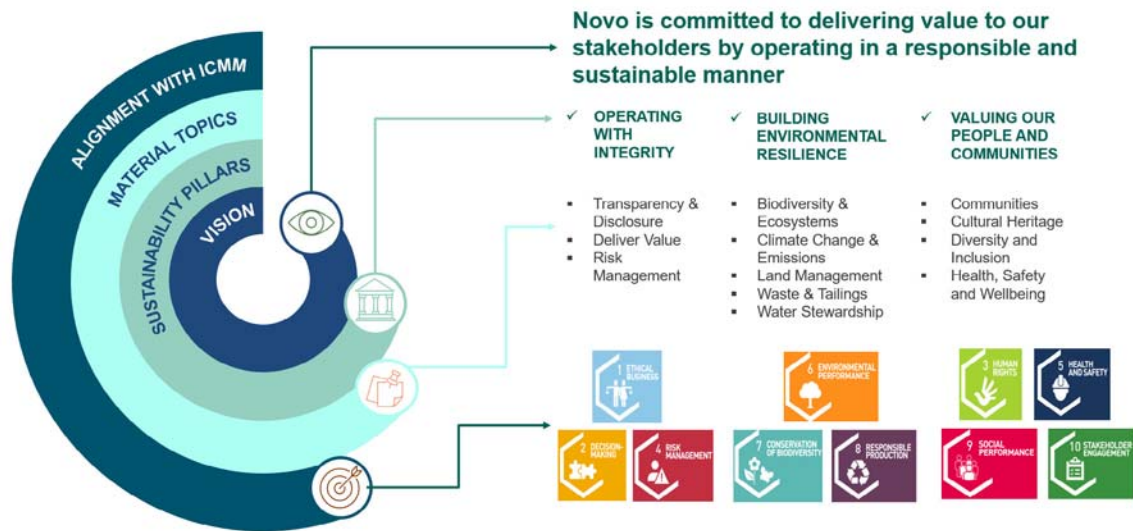 Novo is committed to delivering value to our
stakeholders by operating in a responsible and
sustainable manner
ALIGNMENT WITH ICMM
MATERIAL TOPICS
SUSTAINABILITY PILLARS
VISION
✓ OPERATING
WITH
INTEGRITY
▪ Transparency &
Disclosure
▪ Deliver Value
▪ Risk
Management
✓ BUILDING
ENVIRONMENTAL
RESILIENCE
▪ Biodiversity &
Ecosystems
▪ Climate Change &
Emissions
▪ Land Management
▪ Waste & Tailings
▪ Water Stewardship
✓ VALUING OUR
PEOPLE AND
COMMUNITIES
▪ Communities
▪ Cultural Heritage
▪ Diversity and
Inclusion
▪ Health, Safety
and Wellbeing
1 ETHICAL
BUSINESS
2 DECISION-
MAKING
4 RISK
MANAGEMENT
6 ENVIRONMENTAL
PERFORMANCE
7 CONSERVATION
OF BIODIVERSITY
8 RESPONSIBLE
PRODUCTION
3 HUMAN
RIGHTS
5 HEALTH
AND SAFETY
9 SOCIAL
PERFORMANCE
10 STAKEHOLDER
ENGAGEMENT